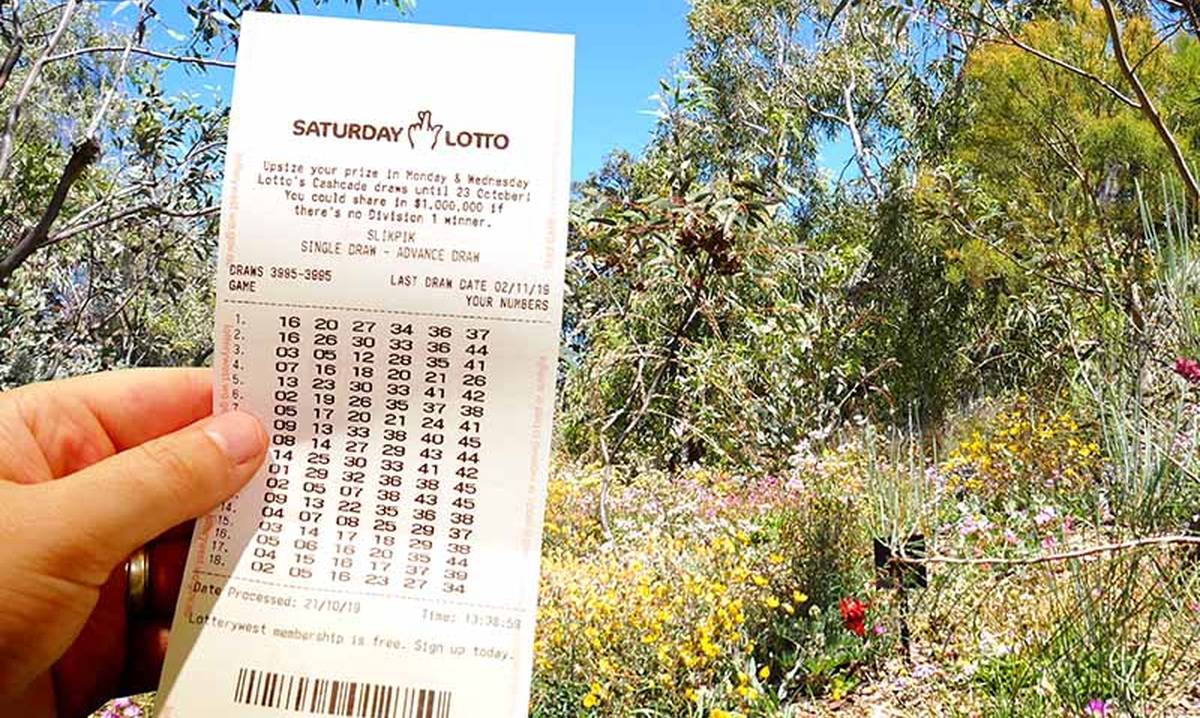 SATURDAY LOTTO
Upsize your prize in Monday & Wednesday
Lotto's Cashcade draws until 23 October!
You could share in $1,000,000 if
there's no Division 1 winner.
SLIKPIK
SINGLE DRAW - ADVANCE DRAW
DRAWS 3995-3995 LAST DRAW DATE 02/11/19
GAME YOUR NUMBERS
1. 16 20 27 34 36 37
2. 16 26 30 33 36 44
3. 03 05 12 28 35 41
4. 07 16 18 20 21 26
5. 13 23 30 33 41 42
6. 02 19 26 35 37 38
05 17 20 21 24 41
09 13 33 38 40 45
08 14 27 29 43 44
14 25 30 33 41 42
01 29 32 36 38 45
02 05 07 38 43 45
09 13 22 35 36 38
14. 04 07 08 25 29 37
15. 03 14 17 18 29 38
16. 05 06 16 20 35 44
17. 04 15 16 17 37 39
18. 02 05 16 23 27 34
Date Processed: 21/10/19 Time: 13:38:59
Lotterywest membership is free. Sign up today.